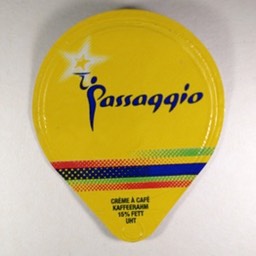 Passaggio
CRÈME À CAFÉ
KAFFEERAHM
15% FETT
UHT